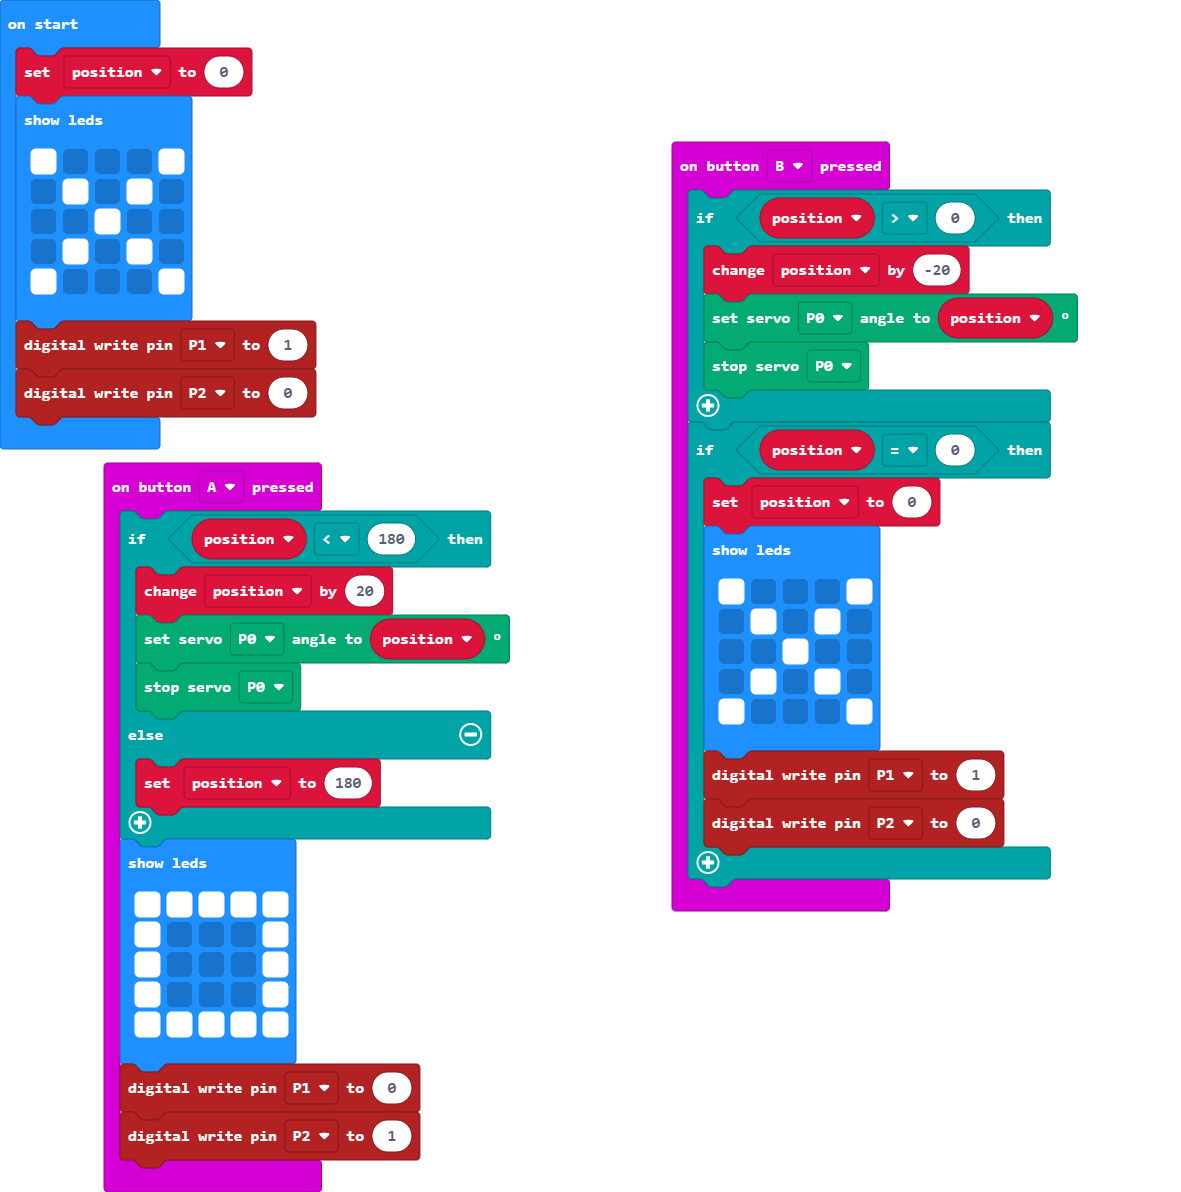 on start
set position to 0
show leds
digital write pin P1 to 1
digital write pin P2 to 0
on button A pressed
if position < 180 then
change position by 20
set servo P0 angle to position °
stop servo P0
else
set position to 180
show leds
digital write pin P1 to 0
digital write pin P2 to 1
on button B pressed
if position > 0 then
change position by -20
set servo P0 angle to position °
stop servo P0
if position = 0 then
set position to 0
show leds
digital write pin P1 to 1
digital write pin P2 to 0